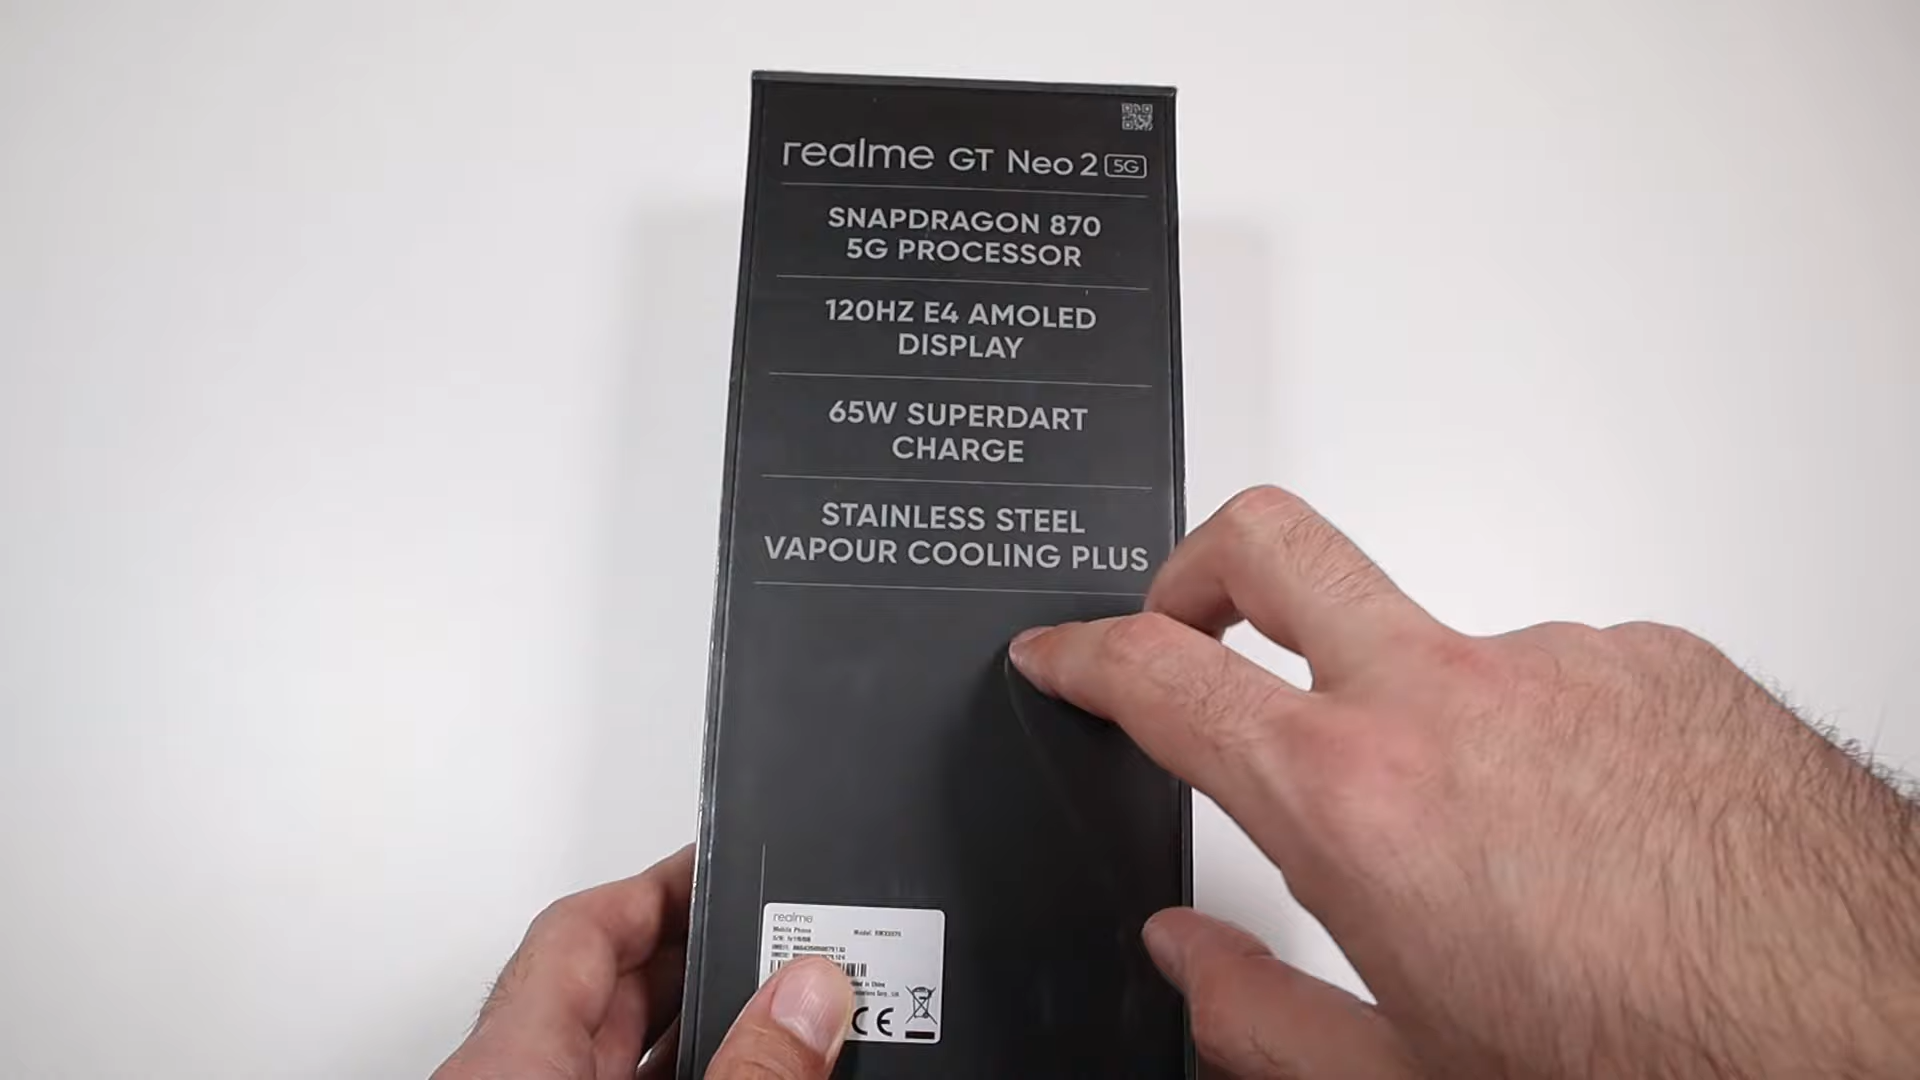 realme GT Neo 2 5G
SNAPDRAGON 870
5G PROCESSOR
120HZ E4 AMOLED
DISPLAY
65W SUPERDART
CHARGE
STAINLESS STEEL
VAPOUR COOLING PLUS
realme
Mobile Phone
Model:
CE